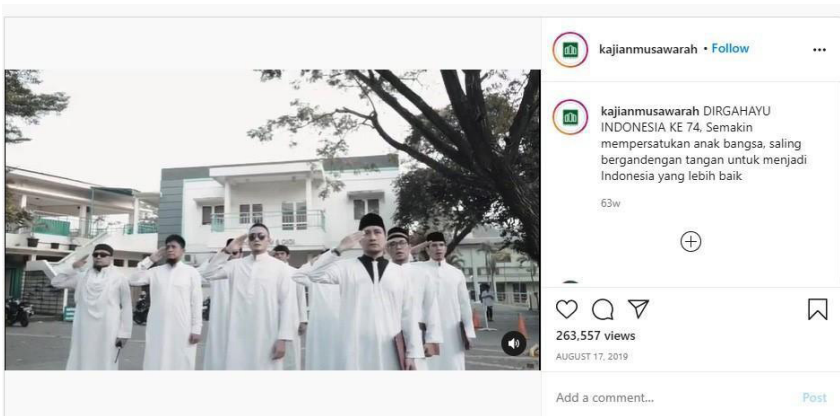 kajianmusawarah • Follow
kajianmusawarah DIRGAHAYU
INDONESIA KE 74, Semakin
mempersatukan anak bangsa, saling
bergandengan tangan untuk menjadi
Indonesia yang lebih baik
63w
263,557 views
AUGUST 17, 2019
Add a comment... Post